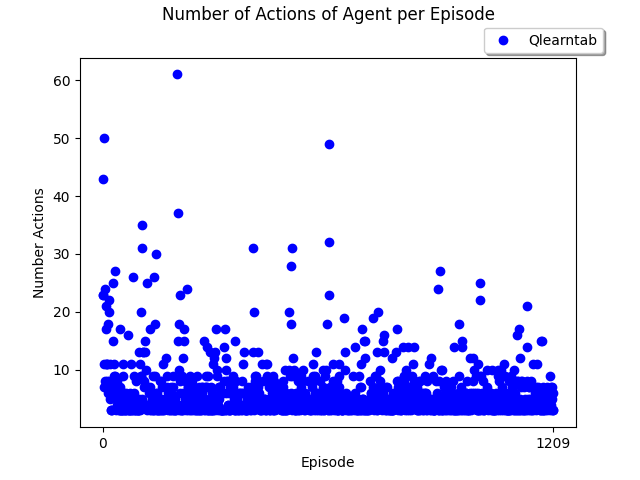 Number of Actions of Agent per Episode
Qlearntab
60
50
40
30
20
10
Number Actions
0
1209
Episode